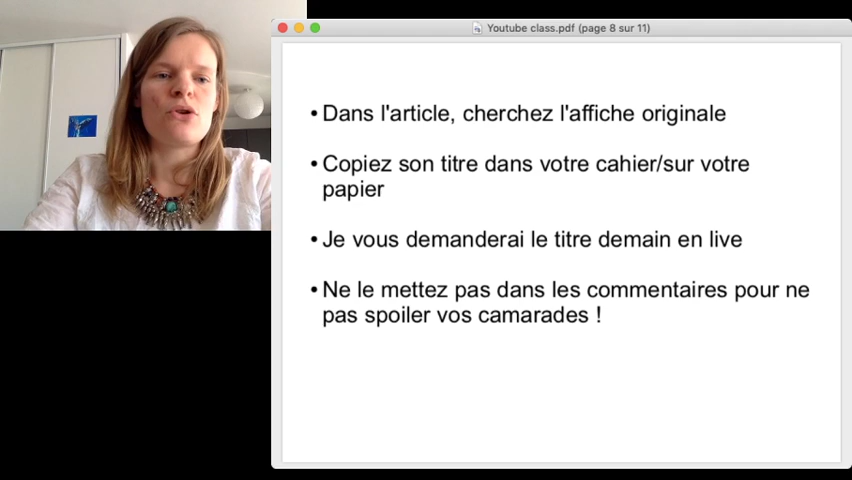 Youtube class.pdf (page 8 sur 11)
• Dans l'article, cherchez l'affiche originale
• Copiez son titre dans votre cahier/sur votre
papier
• Je vous demanderai le titre demain en live
• Ne le mettez pas dans les commentaires pour ne
pas spoiler vos camarades !